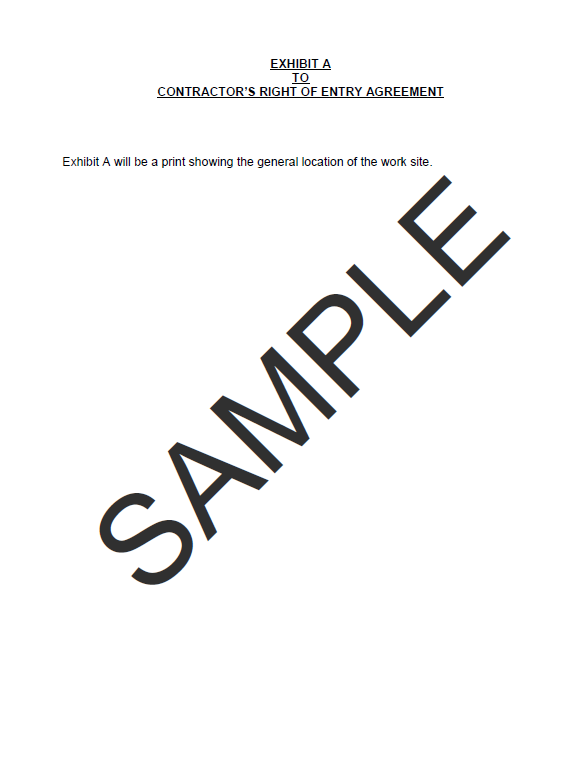 EXHIBIT A
TO
CONTRACTOR'S RIGHT OF ENTRY AGREEMENT
Exhibit A will be a print showing the general location of the work site.
SAMPLE